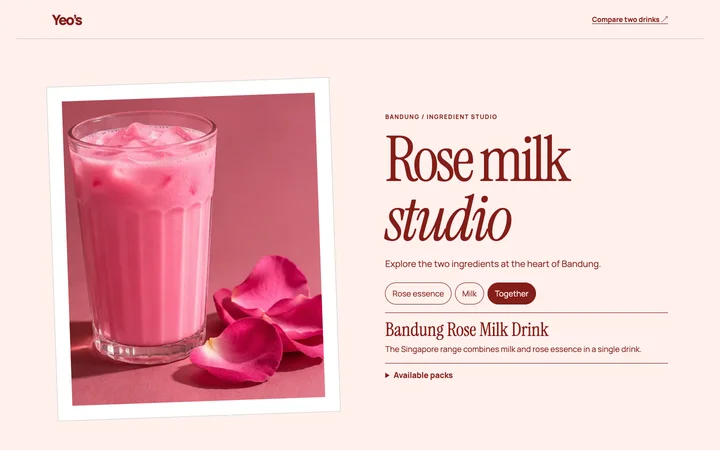 Yeo's
Compare two drinks ↗
BANDUNG / INGREDIENT STUDIO
Rose milk
studio
Explore the two ingredients at the heart of Bandung.
Rose essence
Milk
Together
Bandung Rose Milk Drink
The Singapore range combines milk and rose essence in a single drink.
▶ Available packs